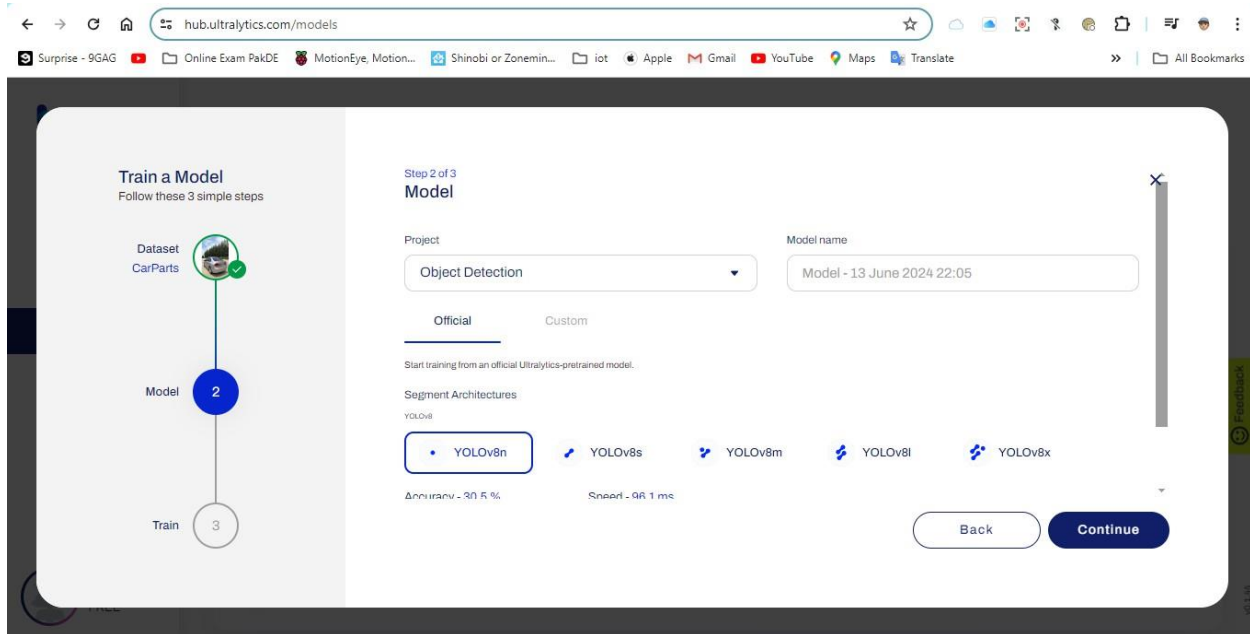 hub.ultralytics.com/models
Surprise - 9GAG Online Exam PakDE MotionEye, Motion... Shinobi or Zonemin... iot Apple Gmail YouTube Maps Translate » All Bookmarks
Train a Model
Follow these 3 simple steps
Dataset
CarParts
Model 2
Train 3
Step 2 of 3
Model
Project Model name
Object Detection Model - 13 June 2024 22:05
Official Custom
Start training from an official Ultralytics-pretrained model.
Segment Architectures
YOLOv8
YOLOv8n YOLOv8s YOLOv8m YOLOv8l YOLOv8x
Accuracy - 30.5 % Speed - 96.1 ms
Back Continue
Feedback
FREE